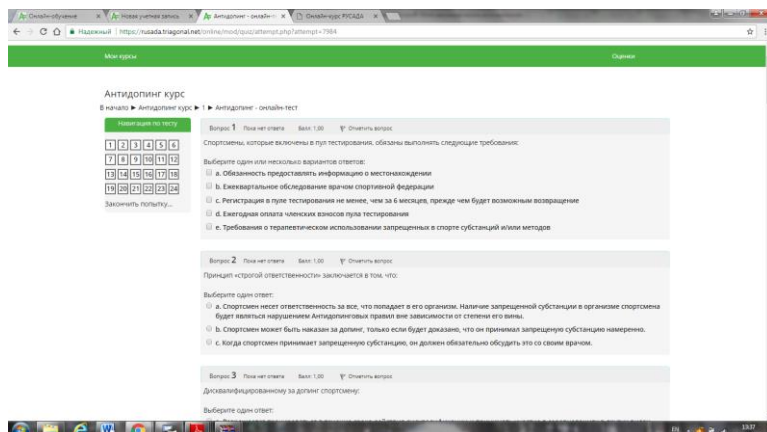 Онлайн-обучение
Новая учетная запись
Антидопинг - онлайн-т
Онлайн-курс РУСАДА
Надежный | https://rusada.triagonal.net/online/mod/quiz/attempt.php?attempt=7984
Мои курсы Оценки
Антидопинг курс
В начало ► Антидопинг курс ► 1 ► Антидопинг - онлайн-тест
Навигация по тесту
1 2 3 4 5 6
7 8 9 10 11 12
13 14 15 16 17 18
19 20 21 22 23 24
Закончить попытку...
Вопрос 1 Пока нет ответа Балл: 1,00 Отметить вопрос
Спортсмены, которые включены в пул тестирования, обязаны выполнять следующие требования:
Выберите один или несколько вариантов ответов:
a. Обязанность предоставлять информацию о местонахождении
b. Ежеквартальное обследование врачом спортивной федерации
c. Регистрация в пуле тестирования не менее, чем за 6 месяцев, прежде чем будет возможным возвращение
d. Ежегодная оплата членских взносов пула тестирования
e. Требования о терапевтическом использовании запрещенных в спорте субстанций и/или методов
Вопрос 2 Пока нет ответа Балл: 1,00 Отметить вопрос
Принцип «строгой ответственности» заключается в том, что:
Выберите один ответ:
a. Спортсмен несет ответственность за все, что попадает в его организм. Наличие запрещенной субстанции в организме спортсмена
будет являться нарушением Антидопинговых правил вне зависимости от степени его вины.
b. Спортсмен может быть наказан за допинг, только если будет доказано, что он принимал запрещеную субстанцию намеренно.
c. Когда спортсмен принимает запрещенную субстанцию, он должен обязательно обсудить это со своим врачом.
Вопрос 3 Пока нет ответа Балл: 1,00 Отметить вопрос
Дисквалифицированному за допинг спортсмену:
Выберите один ответ:
EN
13:37